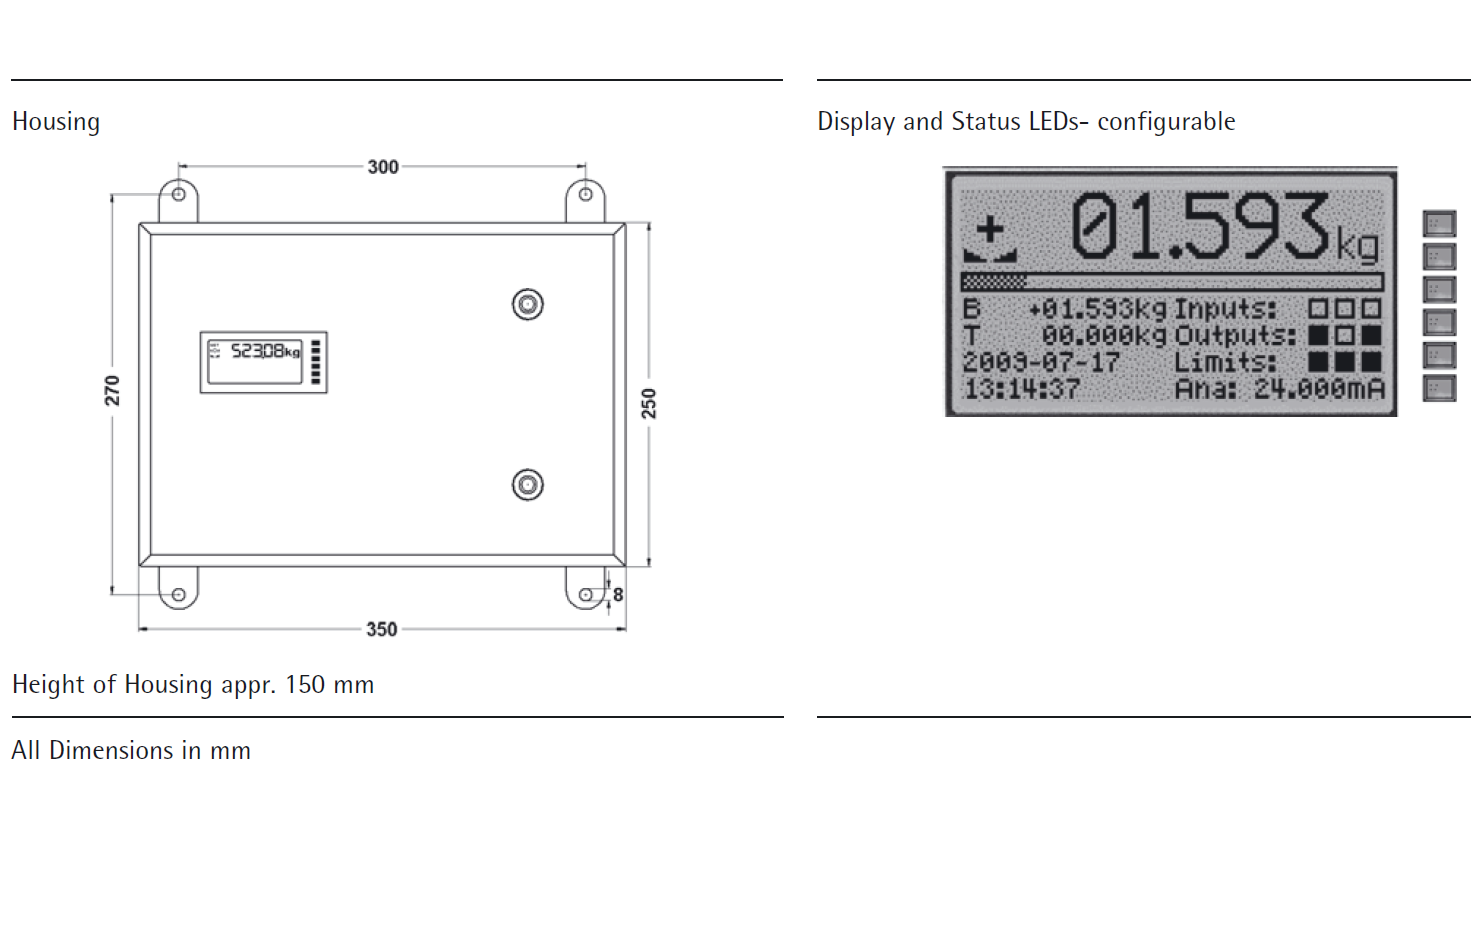 Housing
300
270
523,08kg
250
8
350
Height of Housing appr. 150 mm
All Dimensions in mm
Display and Status LEDs- configurable
+ 01.593kg
B +01.593kg Inputs:
T 00.000kg Outputs:
2009-07-17 Limits:
13:14:37 Ana: 24.000mA